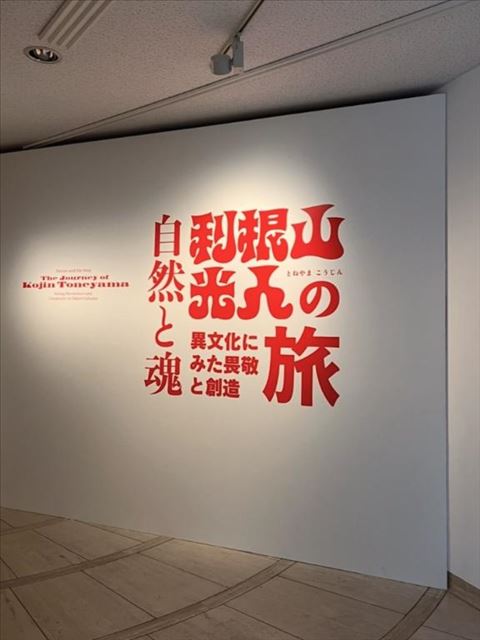 自然と魂
利根山
とねやま こうじん
光人の
旅
異文化に
みた畏敬
と創造
The Journey of
Kojin Toneyama